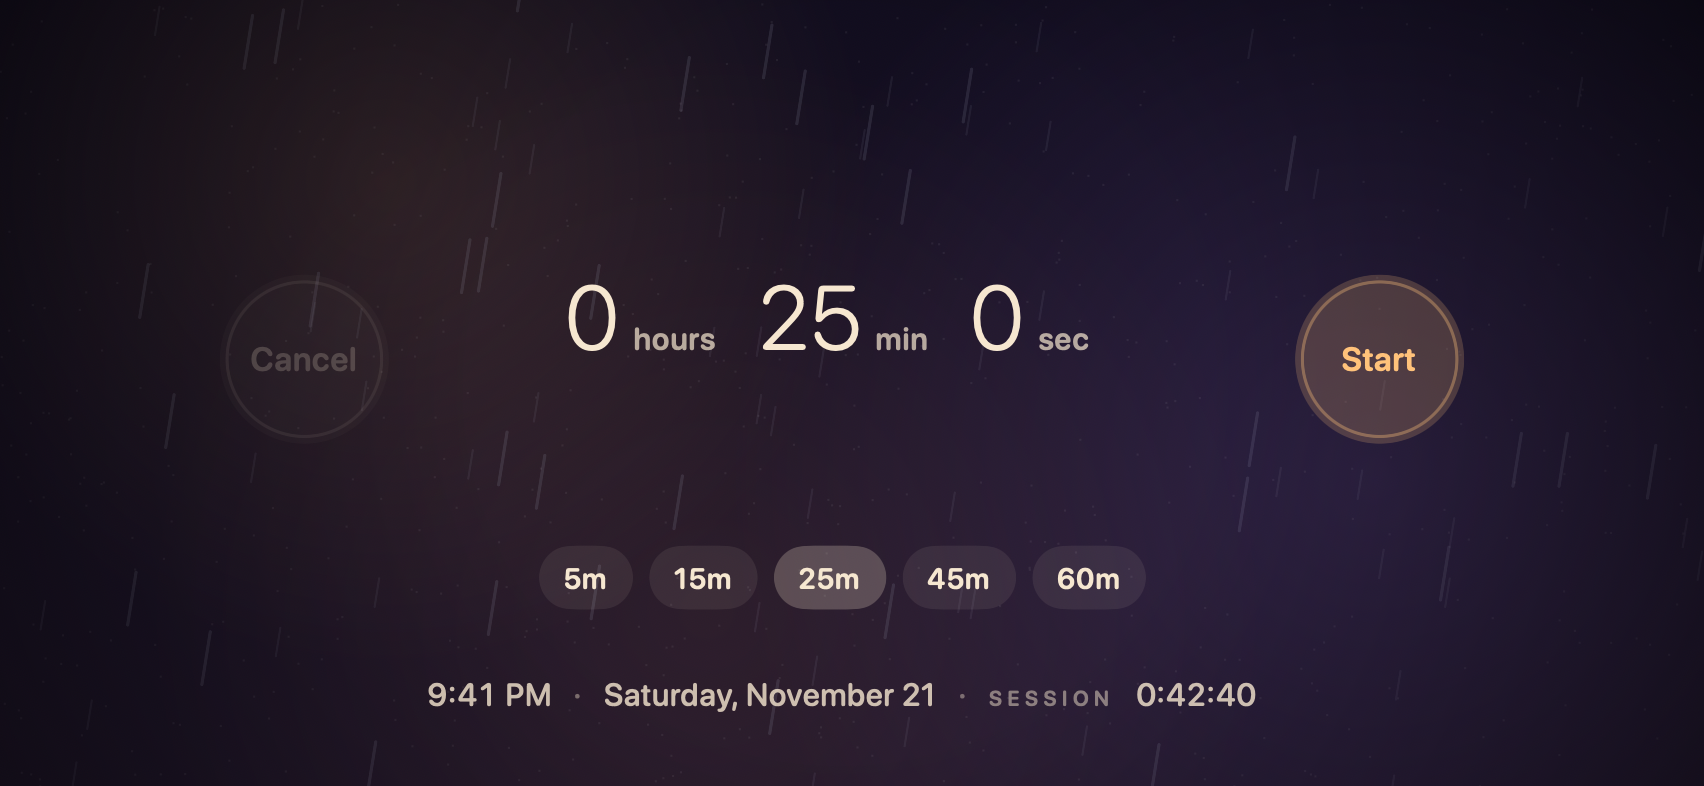 0 hours 25 min 0 sec
Cancel
Start
5m 15m 25m 45m 60m
9:41 PM · Saturday, November 21 · SESSION 0:42:40